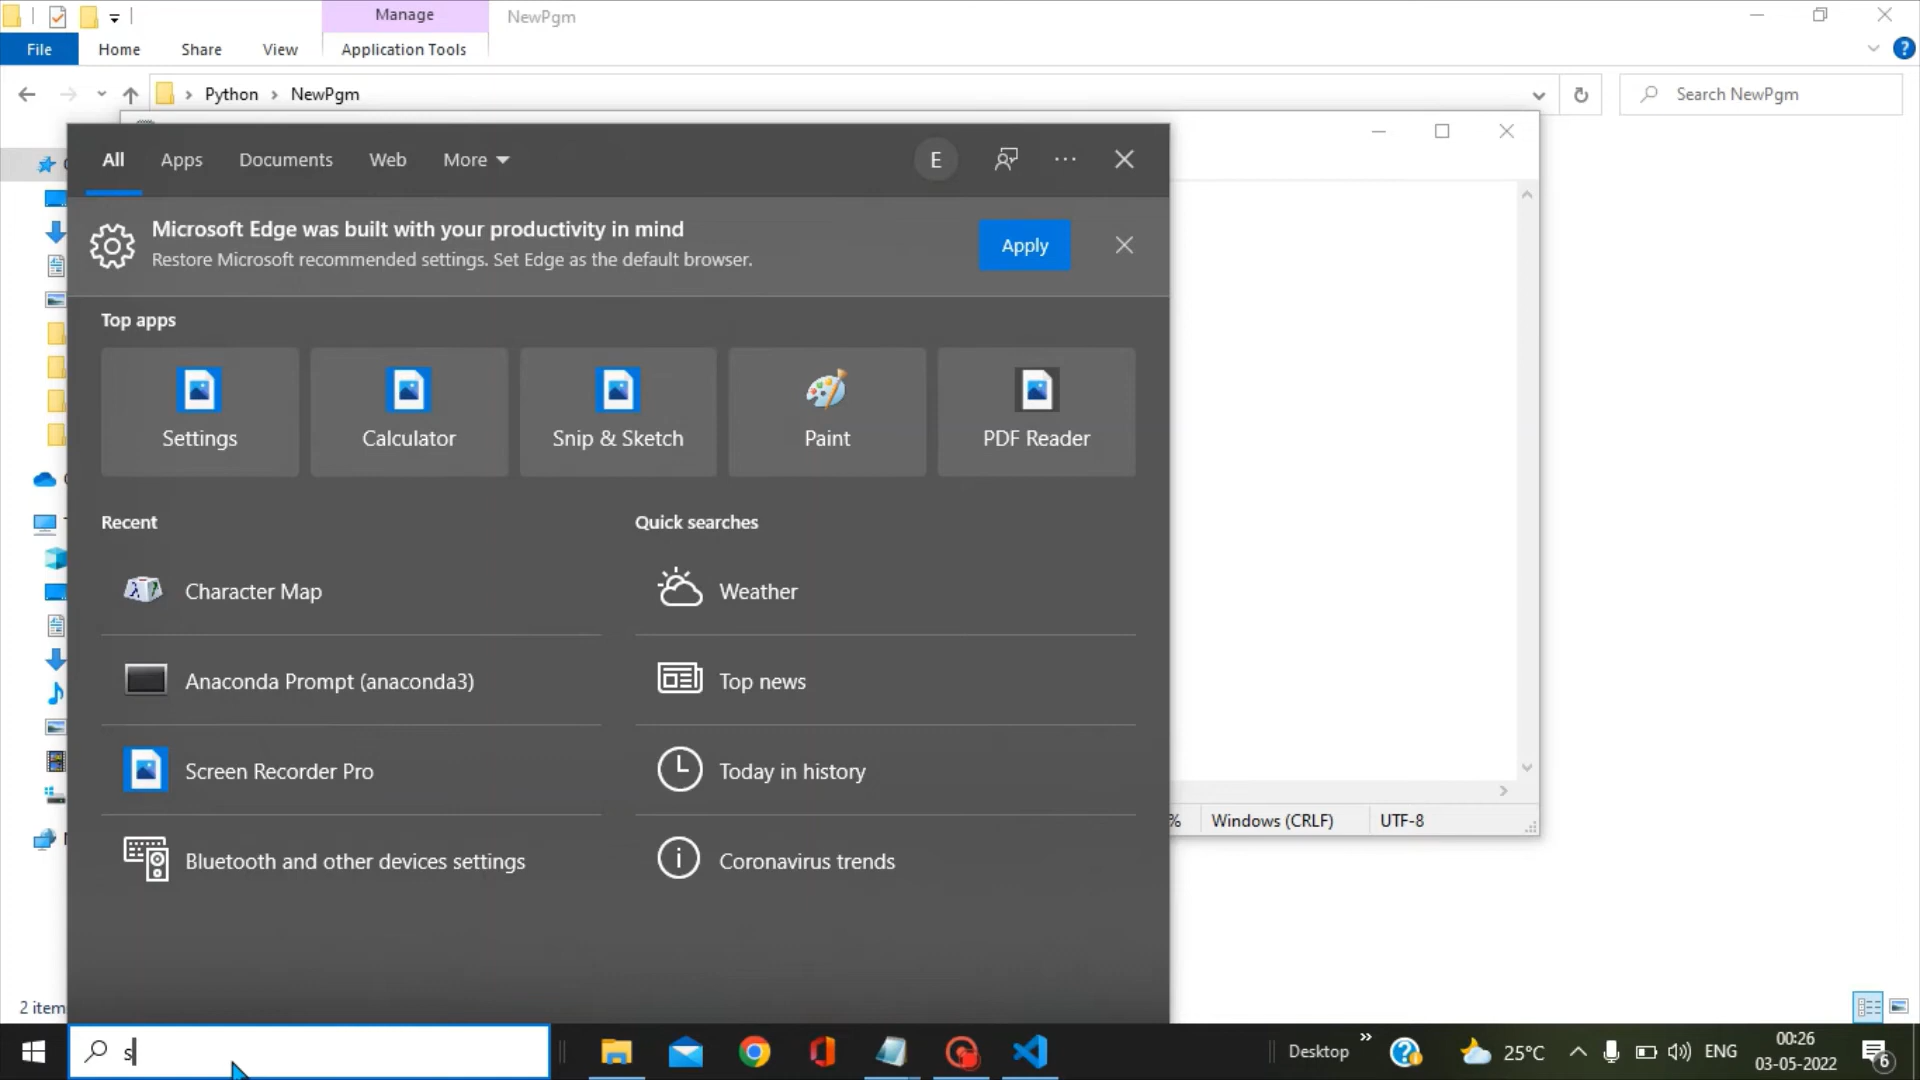 Manage
NewPgm
File
Home
Share
View
Application Tools
Python
NewPgm
Search NewPgm
All
Apps
Documents
Web
More
E
Microsoft Edge was built with your productivity in mind
Restore Microsoft recommended settings. Set Edge as the default browser.
Apply
Top apps
Settings
Calculator
Snip & Sketch
Paint
PDF Reader
Recent
Quick searches
Character Map
Weather
Anaconda Prompt (anaconda3)
Top news
Screen Recorder Pro
Today in history
Bluetooth and other devices settings
Coronavirus trends
%
Windows (CRLF)
UTF-8
2 item
s
Desktop
25°C
ENG
00:26
03-05-2022
6